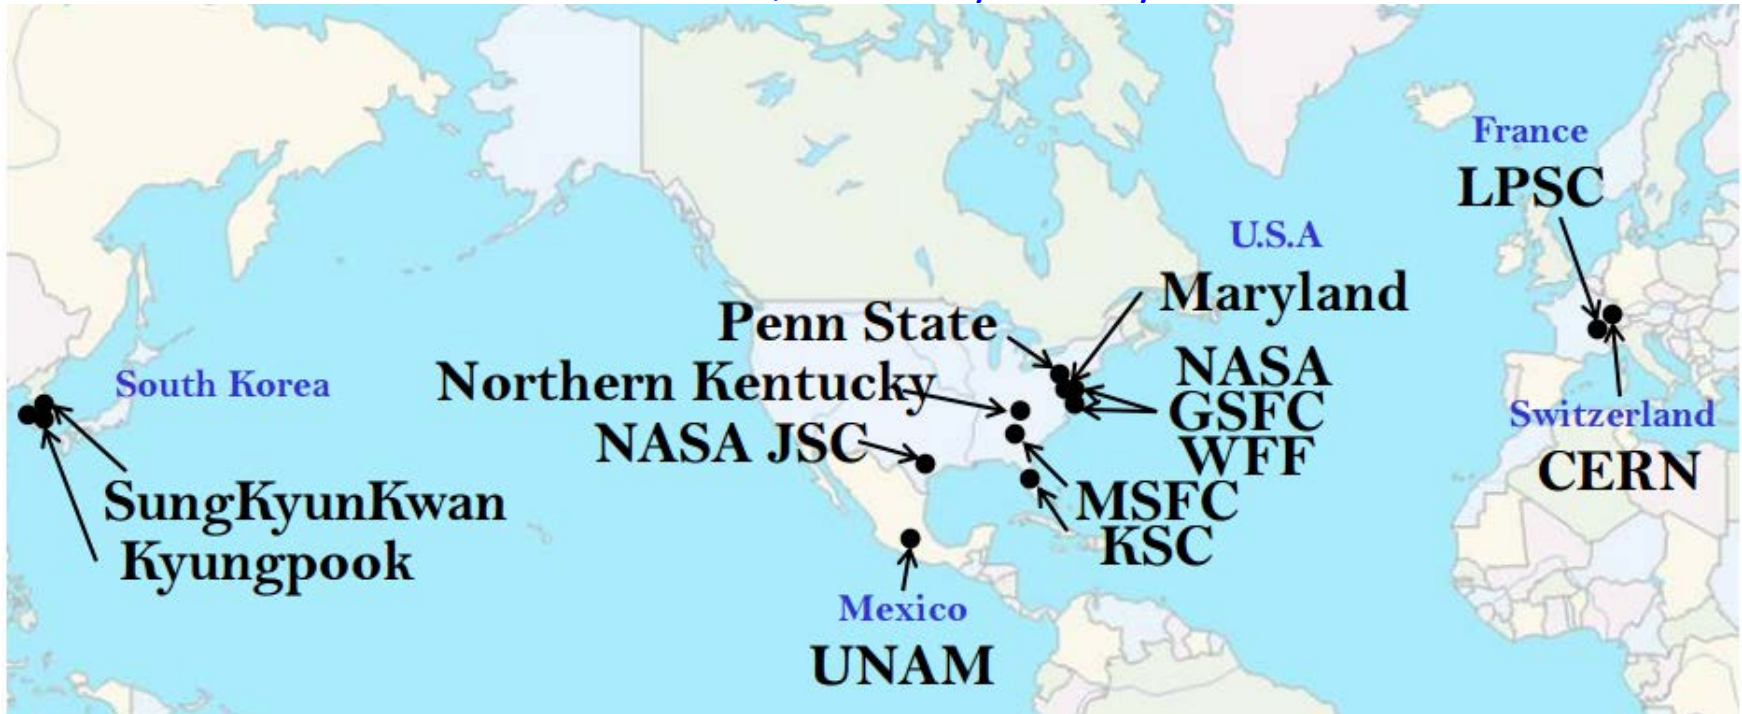 France
LPSC
U.S.A
Maryland
Penn State
NASA
GSFC
WFF
Northern Kentucky
NASA JSC
MSFC
KSC
South Korea
SungKyunKwan
Kyungpook
Switzerland
CERN
Mexico
UNAM